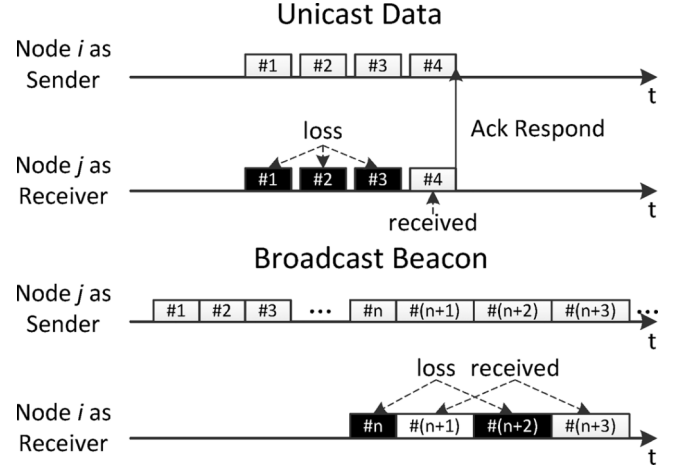 Unicast Data
Node i as
Sender
#1 #2 #3 #4
t
Ack Respond
loss
Node j as
Receiver
#1 #2 #3 #4
received
t
Broadcast Beacon
Node j as
Sender
#1 #2 #3 ... #n #(n+1) #(n+2) #(n+3) ...
t
loss received
Node i as
Receiver
#n #(n+1) #(n+2) #(n+3)
t